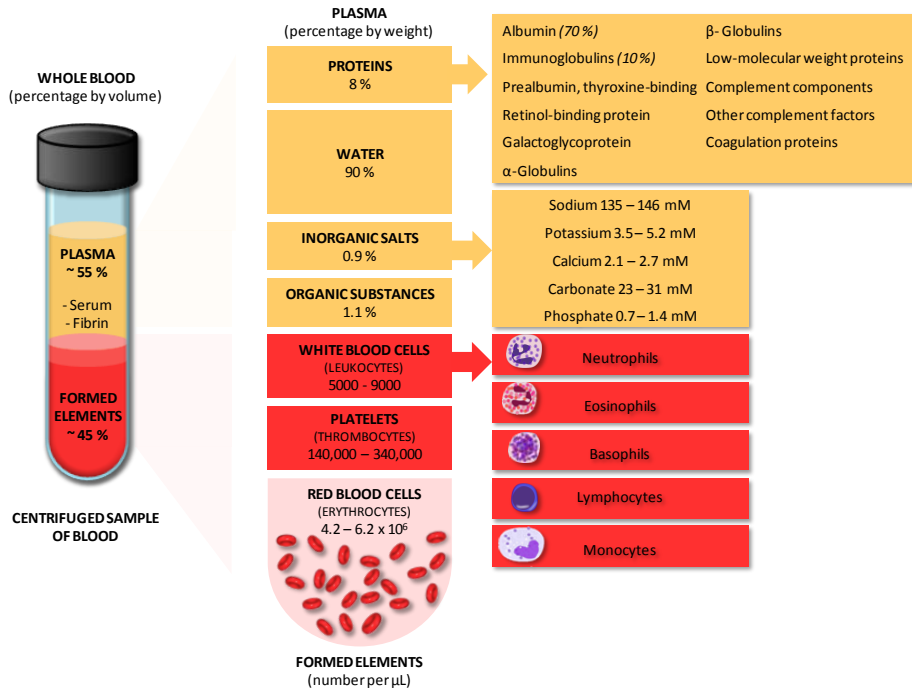 WHOLE BLOOD
(percentage by volume)
PLASMA
~ 55 %
- Serum
- Fibrin
FORMED
ELEMENTS
~ 45 %
CENTRIFUGED SAMPLE
OF BLOOD
PLASMA
(percentage by weight)
PROTEINS
8 %
WATER
90 %
INORGANIC SALTS
0.9 %
ORGANIC SUBSTANCES
1.1 %
WHITE BLOOD CELLS
(LEUKOCYTES)
5000 - 9000
PLATELETS
(THROMBOCYTES)
140,000 – 340,000
RED BLOOD CELLS
(ERYTHROCYTES)
4.2 – 6.2 x 10⁶
FORMED ELEMENTS
(number per µL)
Albumin (70 %)
Immunoglobulins (10 %)
Prealbumin, thyroxine-binding
Retinol-binding protein
Galactoglycoprotein
α-Globulins
β- Globulins
Low-molecular weight proteins
Complement components
Other complement factors
Coagulation proteins
Sodium 135 – 146 mM
Potassium 3.5 – 5.2 mM
Calcium 2.1 – 2.7 mM
Carbonate 23 – 31 mM
Phosphate 0.7 – 1.4 mM
Neutrophils
Eosinophils
Basophils
Lymphocytes
Monocytes